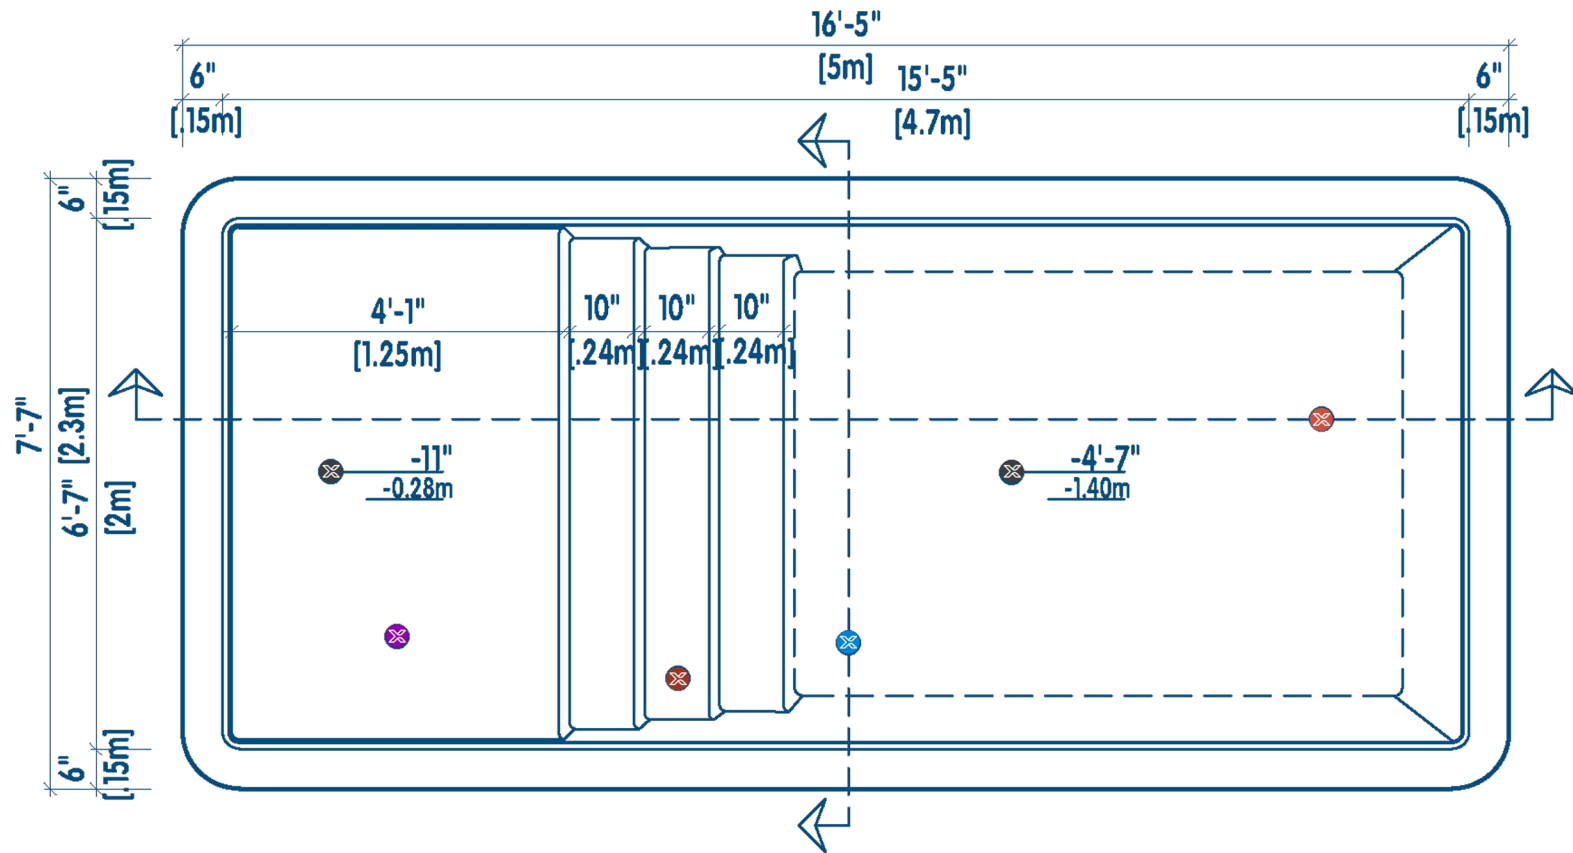 16'-5"
[5m]
6"
[.15m]
15'-5"
[4.7m]
6"
[.15m]
6"
[.15m]
7'-7"
[2.3m]
6'-7"
[2m]
6"
[.15m]
4'-1"
[1.25m]
10"
[.24m]
10"
[.24m]
10"
[.24m]
-11"
-0.28m
-4'-7"
-1.40m